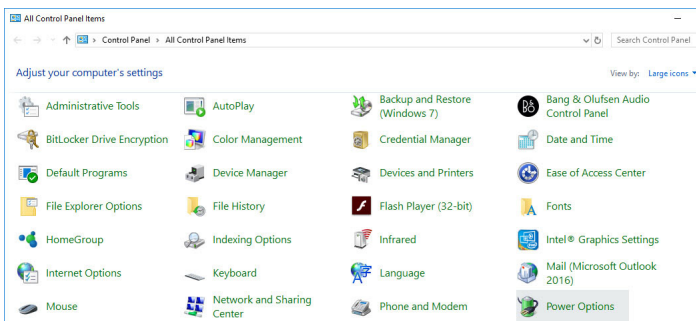 All Control Panel Items
Control Panel > All Control Panel Items
Search Control Panel
Adjust your computer's settings
View by: Large icons
Administrative Tools
AutoPlay
Backup and Restore
(Windows 7)
Bang & Olufsen Audio
Control Panel
BitLocker Drive Encryption
Color Management
Credential Manager
Date and Time
Default Programs
Device Manager
Devices and Printers
Ease of Access Center
File Explorer Options
File History
Flash Player (32-bit)
Fonts
HomeGroup
Indexing Options
Infrared
Intel® Graphics Settings
Internet Options
Keyboard
Language
Mail (Microsoft Outlook
2016)
Mouse
Network and Sharing
Center
Phone and Modem
Power Options